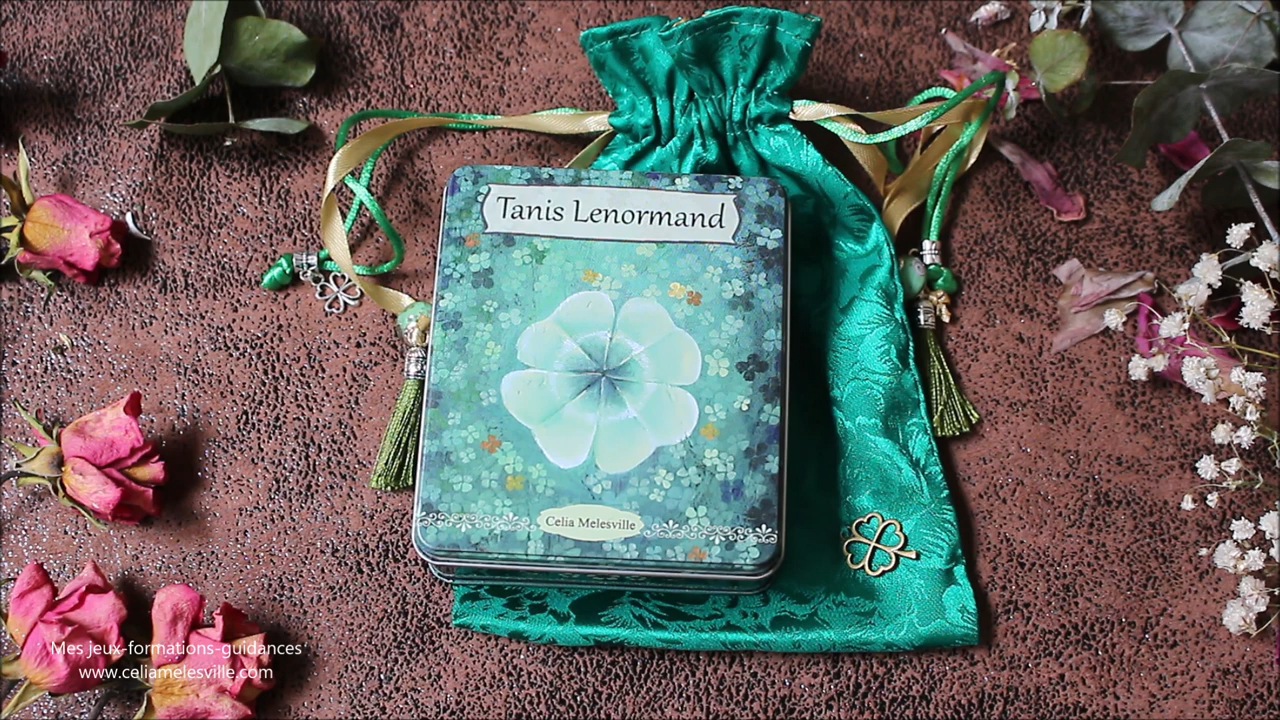 Tanis Lenormand
Celia Melesville
Mes jeux-formations-guidances
www.celiamelesville.com